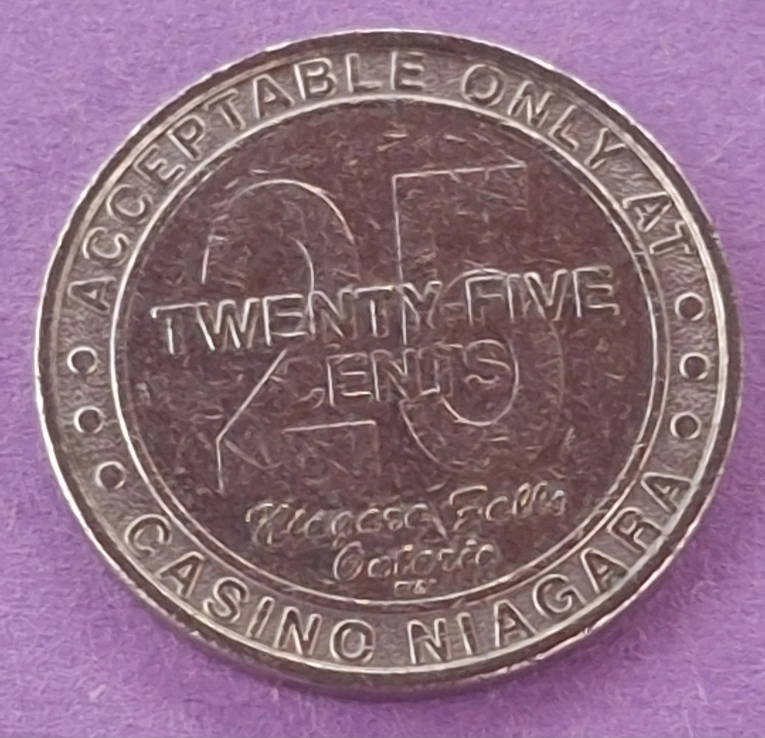 ACCEPTABLE ONLY AT
25
TWENTY-FIVE
CENTS
Niagara Falls
Ontario
CASINO NIAGARA